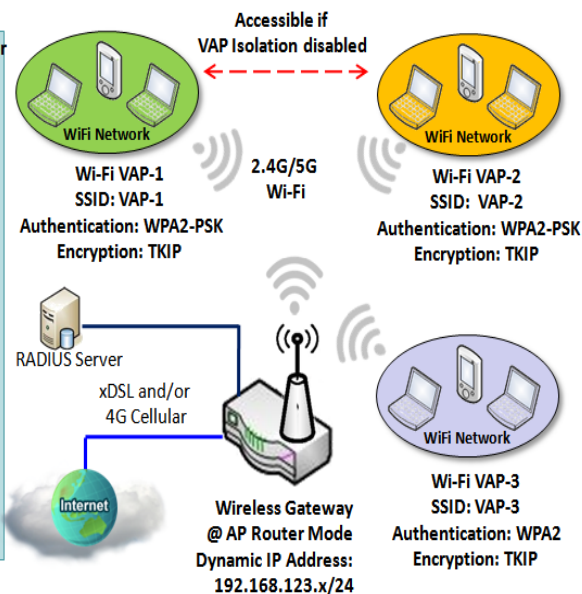 Accessible if
VAP Isolation disabled
r
WiFi Network
WiFi Network
Wi-Fi VAP-1
SSID: VAP-1
Authentication: WPA2-PSK
Encryption: TKIP
2.4G/5G
Wi-Fi
Wi-Fi VAP-2
SSID: VAP-2
Authentication: WPA2-PSK
Encryption: TKIP
RADIUS Server
xDSL and/or
4G Cellular
Internet
WiFi Network
Wireless Gateway
@ AP Router Mode
Dynamic IP Address:
192.168.123.x/24
Wi-Fi VAP-3
SSID: VAP-3
Authentication: WPA2
Encryption: TKIP